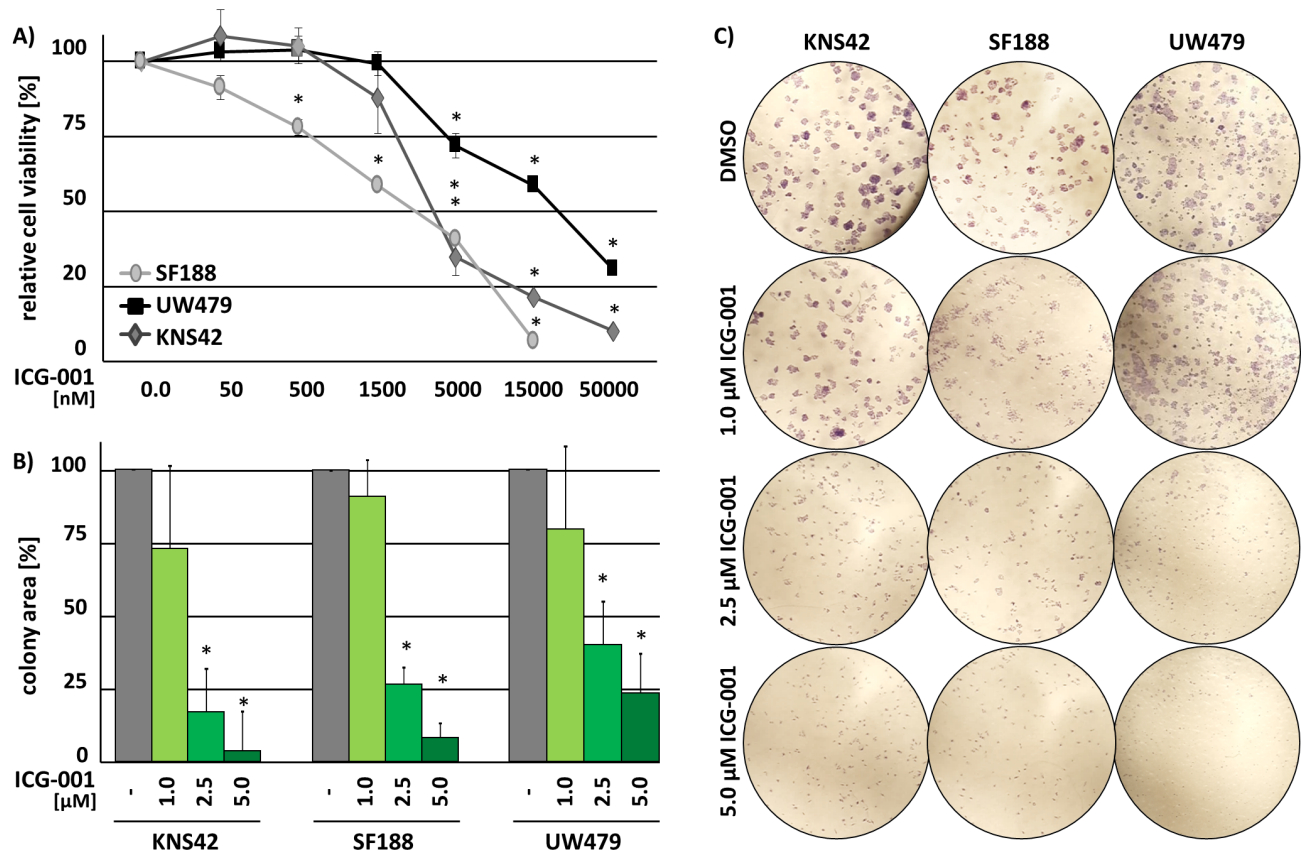 A)
relative cell viability [%]
100
75
50
20
0
SF188
UW479
KNS42
*
*
*
*
*
*
*
*
*
*
*
ICG-001
[nM]
0.0 50 500 1500 5000 15000 50000
B)
colony area [%]
100
75
50
25
0
* * * * * *
ICG-001
[µM]
- 1.0 2.5 5.0 - 1.0 2.5 5.0 - 1.0 2.5 5.0
KNS42 SF188 UW479
C)
KNS42 SF188 UW479
DMSO
1.0 µM ICG-001
2.5 µM ICG-001
5.0 µM ICG-001